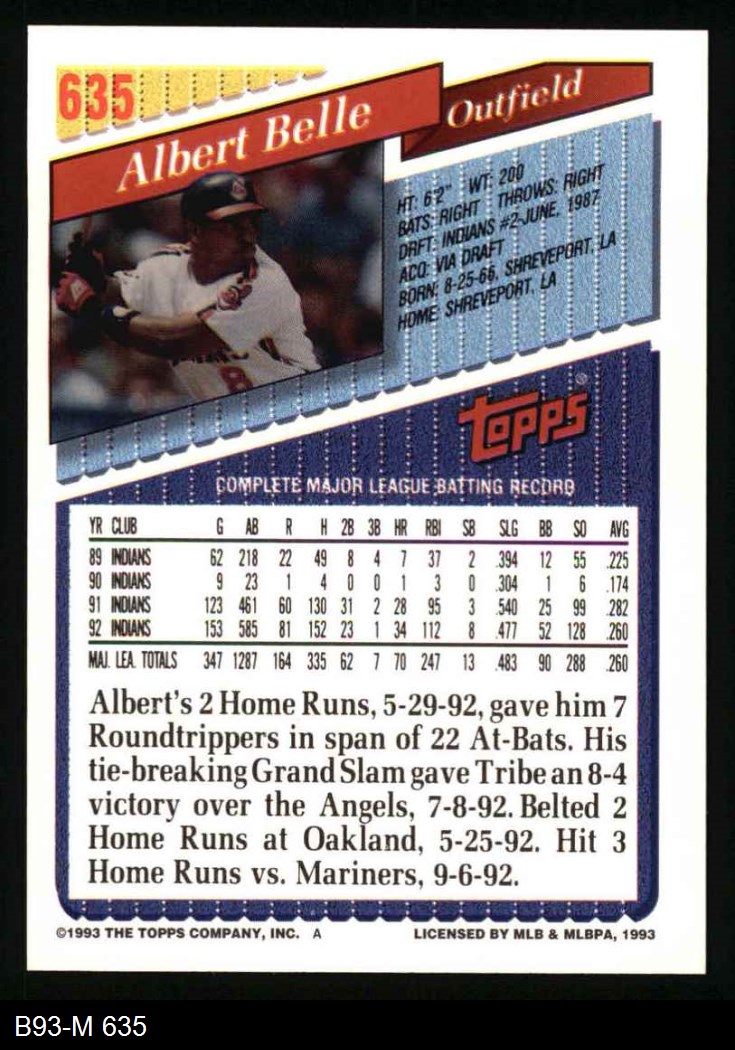 635
Albert Belle
Outfield
HT: 6'2" WT: 200
BATS: RIGHT THROWS: RIGHT
DRFT: INDIANS #2-JUNE, 1987
ACQ: VIA DRAFT
BORN: 8-25-66, SHREVEPORT, LA
HOME: SHREVEPORT, LA
8
Topps®
COMPLETE MAJOR LEAGUE BATTING RECORD
YR CLUB G AB R H 2B 3B HR RBI SB SLG BB SO AVG
89 INDIANS 62 218 22 49 8 4 7 37 2 .394 12 55 .225
90 INDIANS 9 23 1 4 0 0 1 3 0 .304 1 6 .174
91 INDIANS 123 461 60 130 31 2 28 95 3 .540 25 99 .282
92 INDIANS 153 585 81 152 23 1 34 112 8 .477 52 128 .260
MAJ. LEA. TOTALS 347 1287 164 335 62 7 70 247 13 .483 90 288 .260
Albert's 2 Home Runs, 5-29-92, gave him 7
Roundtrippers in span of 22 At-Bats. His
tie-breaking Grand Slam gave Tribe an 8-4
victory over the Angels, 7-8-92. Belted 2
Home Runs at Oakland, 5-25-92. Hit 3
Home Runs vs. Mariners, 9-6-92.
©1993 THE TOPPS COMPANY, INC. A LICENSED BY MLB & MLBPA, 1993
B93-M 635